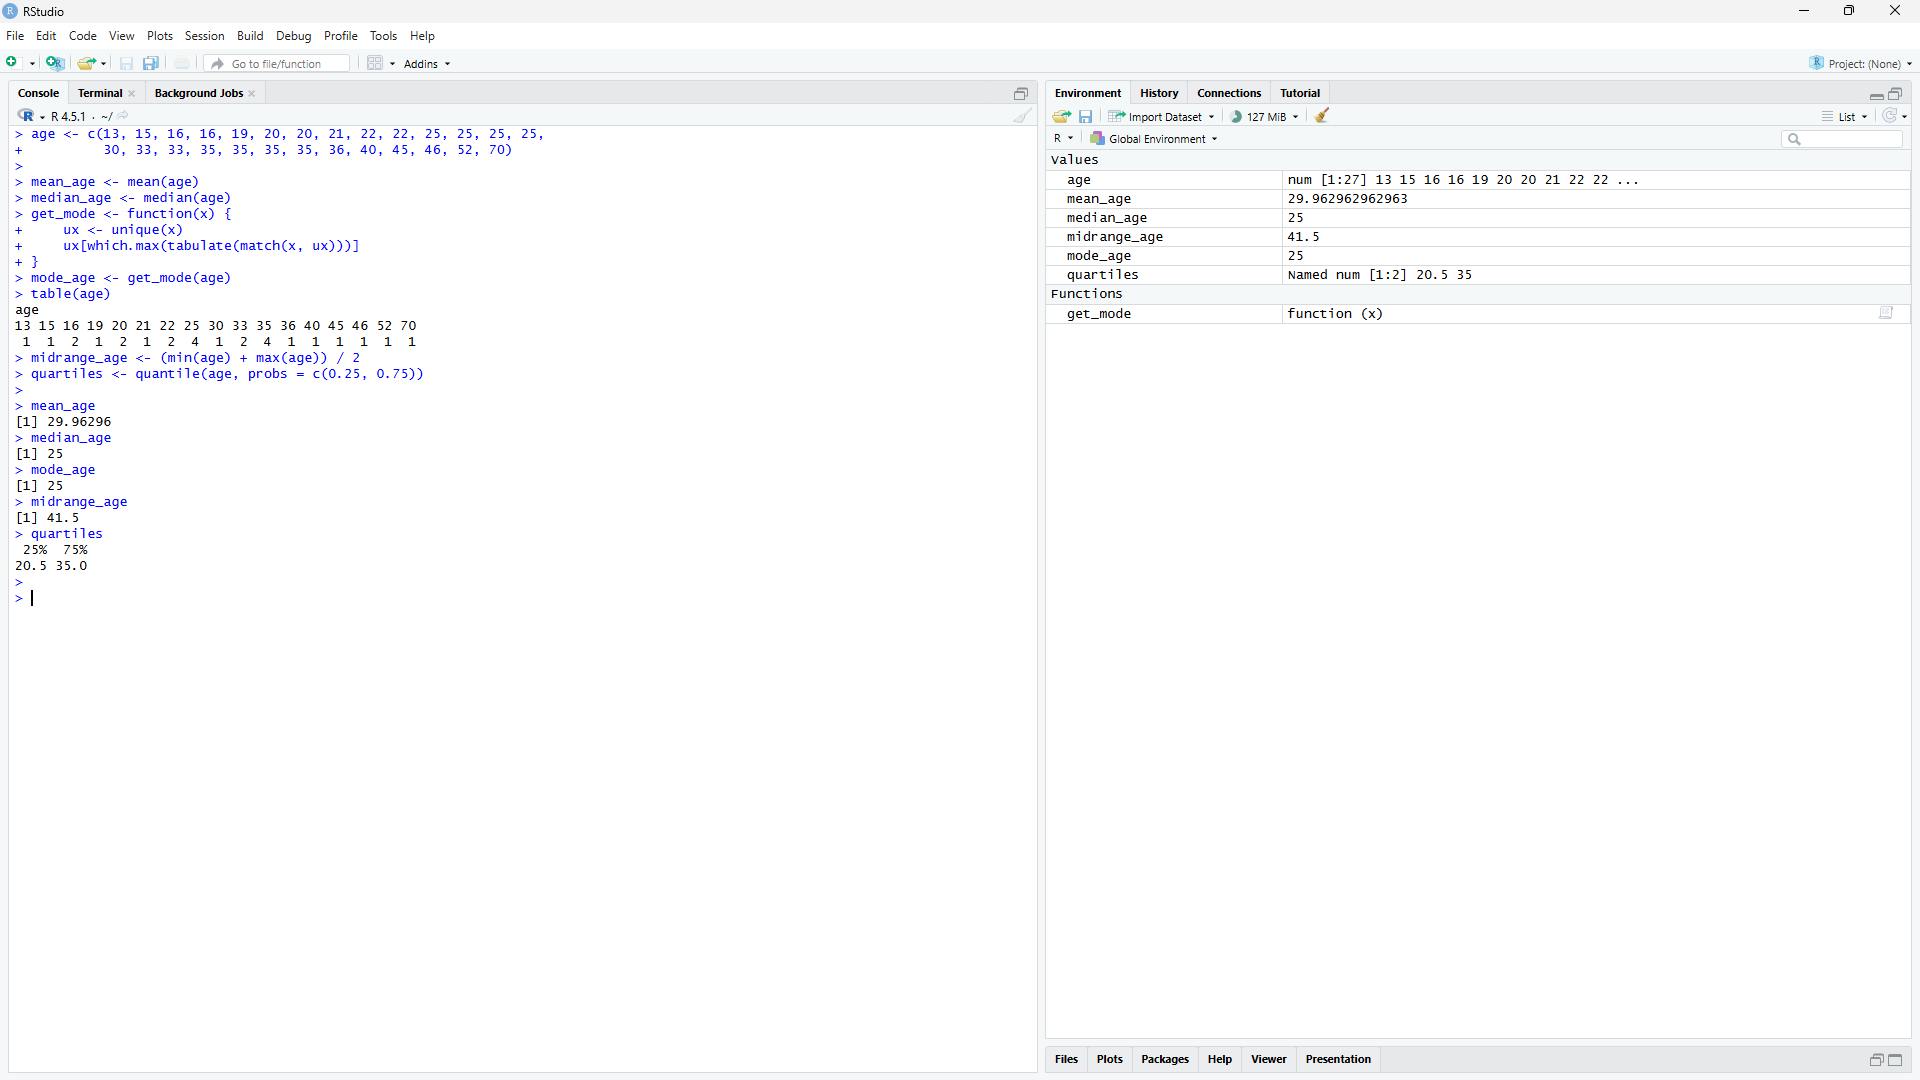 RStudio
File Edit Code View Plots Session Build Debug Profile Tools Help
Go to file/function Addins Project: (None)
Console Terminal Background Jobs
R 4.5.1 · ~/
> age <- c(13, 15, 16, 16, 19, 20, 20, 21, 22, 22, 25, 25, 25, 25,
+          30, 33, 33, 35, 35, 35, 35, 36, 40, 45, 46, 52, 70)
>
> mean_age <- mean(age)
> median_age <- median(age)
> get_mode <- function(x) {
+     ux <- unique(x)
+     ux[which.max(tabulate(match(x, ux)))]
+ }
> mode_age <- get_mode(age)
> table(age)
age
13 15 16 19 20 21 22 25 30 33 35 36 40 45 46 52 70
 1  1  2  1  2  1  2  4  1  2  4  1  1  1  1  1  1
> midrange_age <- (min(age) + max(age)) / 2
> quartiles <- quantile(age, probs = c(0.25, 0.75))
>
> mean_age
[1] 29.96296
> median_age
[1] 25
> mode_age
[1] 25
> midrange_age
[1] 41.5
> quartiles
 25%  75%
20.5 35.0
>
>
Environment History Connections Tutorial
Import Dataset 127 MiB List
R Global Environment
Values
age num [1:27] 13 15 16 16 19 20 20 21 22 22 ...
mean_age 29.962962962963
median_age 25
midrange_age 41.5
mode_age 25
quartiles Named num [1:2] 20.5 35
Functions
get_mode function (x)
Files Plots Packages Help Viewer Presentation